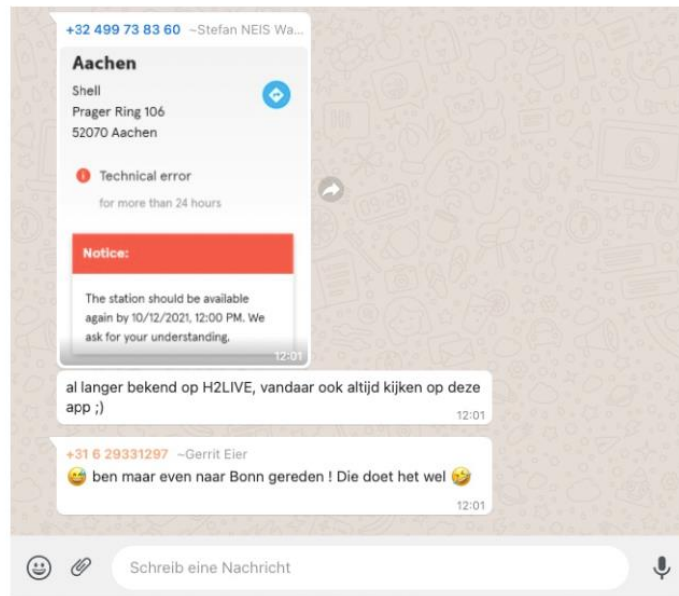 +32 499 73 83 60 ~Stefan NEIS Wa...
Aachen
Shell
Prager Ring 106
52070 Aachen
Technical error
for more than 24 hours
Notice:
The station should be available
again by 10/12/2021, 12:00 PM. We
ask for your understanding.
12:01
al langer bekend op H2LIVE, vandaar ook altijd kijken op deze
app ;)
12:01
+31 6 29331297 ~Gerrit Eier
😅 ben maar even naar Bonn gereden ! Die doet het wel 🤣
12:01
Schreib eine Nachricht